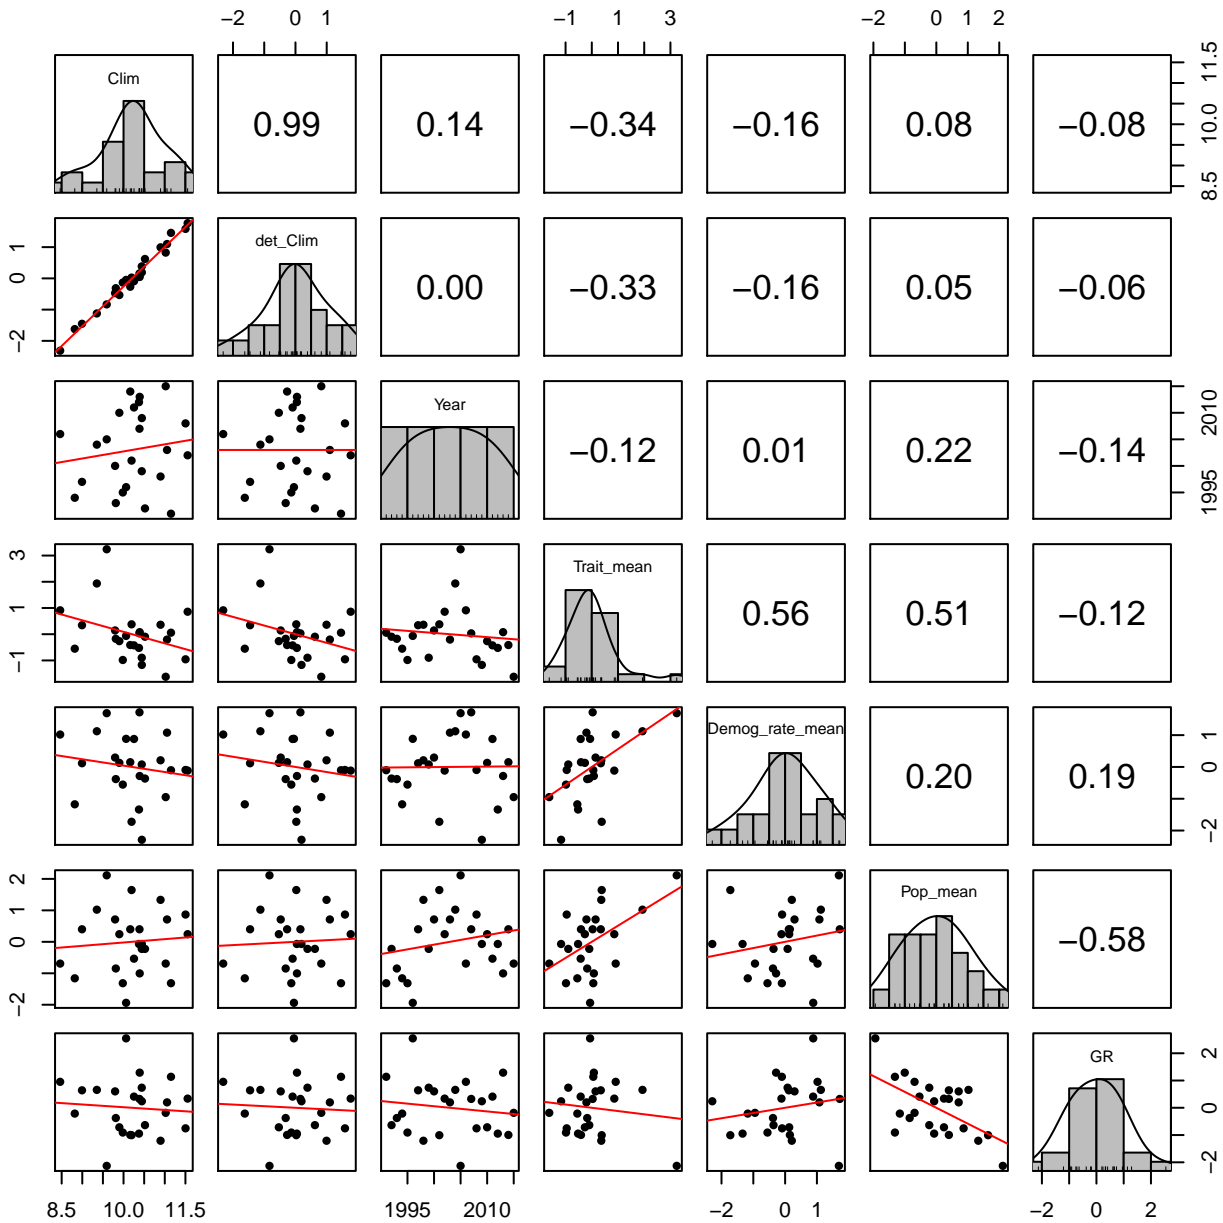 −2 0 1 −1 1 3 −2 0 1 2
Clim 0.99 0.14 −0.34 −0.16 0.08 −0.08 8.5 10.0 11.5
−2 0 1 det_Clim 0.00 −0.33 −0.16 0.05 −0.06
Year −0.12 0.01 0.22 −0.14 1995 2010
−1 1 3 Trait_mean 0.56 0.51 −0.12
Demog_rate_mean 0.20 0.19 −2 0 1
−2 0 1 2 Pop_mean −0.58
GR −2 0 2
8.5 10.0 11.5 1995 2010 −2 0 1 −2 0 2